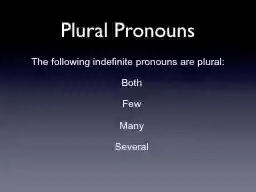 Plural Pronouns
The following indefinite pronouns are plural:
Both
Few
Many
Several